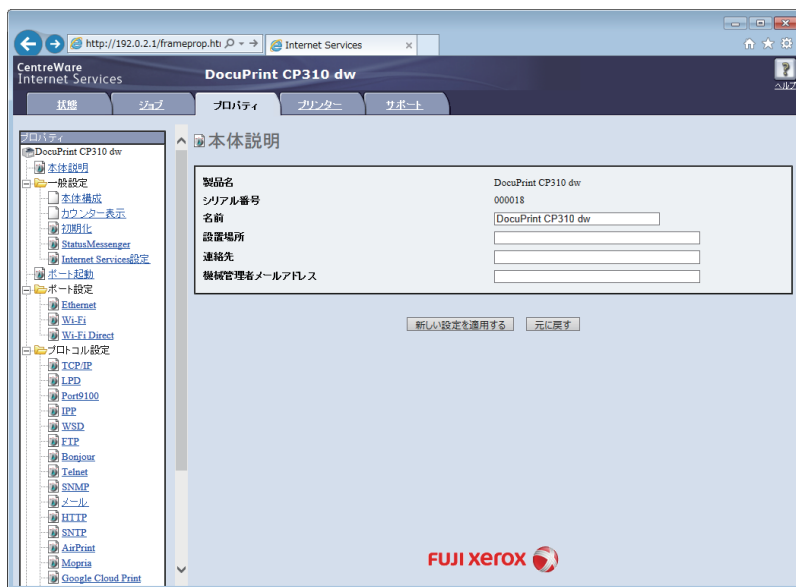 http://192.0.2.1/frameprop.ht
Internet Services
CentreWare
Internet Services
DocuPrint CP310 dw
ヘルプ
状態
ジョブ
プロパティ
プリンター
サポート
プロパティ
DocuPrint CP310 dw
本体説明
一般設定
本体構成
カウンター表示
初期化
StatusMessenger
Internet Services設定
ポート起動
ポート設定
Ethernet
Wi-Fi
Wi-Fi Direct
プロトコル設定
TCP/IP
LPD
Port9100
IPP
WSD
FTP
Bonjour
Telnet
SNMP
メール
HTTP
SNTP
AirPrint
Mopria
Google Cloud Print
本体説明
製品名 DocuPrint CP310 dw
シリアル番号 000018
名前 DocuPrint CP310 dw
設置場所
連絡先
機械管理者メールアドレス
新しい設定を適用する 元に戻す
FUJI XEROX